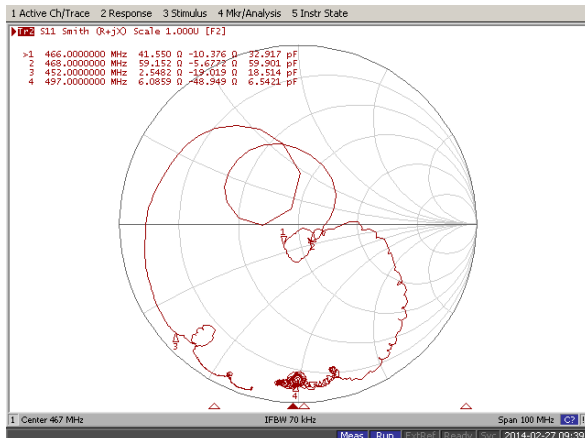 1 Active Ch/Trace 2 Response 3 Stimulus 4 Mkr/Analysis 5 Instr State
Tr2 S11 Smith (R+jX) Scale 1.000U [F2]
>1 466.0000000 MHz 41.550 Ω -10.376 Ω 32.917 pF
2 468.0000000 MHz 59.152 Ω -5.6772 Ω 59.901 pF
3 452.0000000 MHz 2.5482 Ω -19.019 Ω 18.514 pF
4 497.0000000 MHz 6.0859 Ω -48.949 Ω 6.5421 pF
1
2
3
4
1 Center 467 MHz IFBW 70 kHz Span 100 MHz C? !
Meas Run ExtRef Ready Svc 2014-02-27 09:39